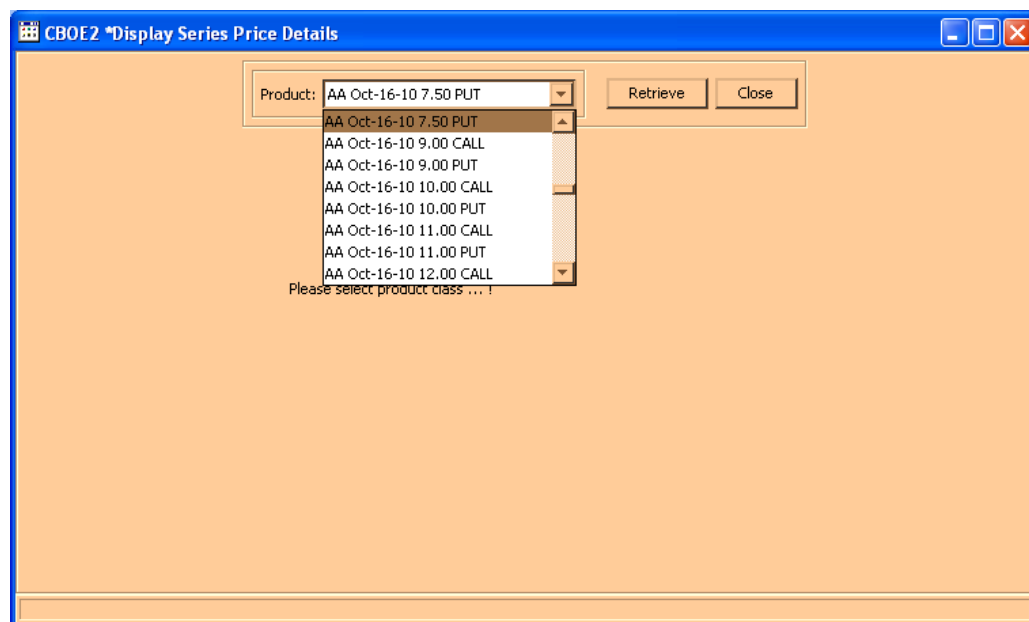 CBOE2 *Display Series Price Details
Product: AA Oct-16-10 7.50 PUT Retrieve Close
AA Oct-16-10 7.50 PUT
AA Oct-16-10 9.00 CALL
AA Oct-16-10 9.00 PUT
AA Oct-16-10 10.00 CALL
AA Oct-16-10 10.00 PUT
AA Oct-16-10 11.00 CALL
AA Oct-16-10 11.00 PUT
AA Oct-16-10 12.00 CALL
Please select product class ... !